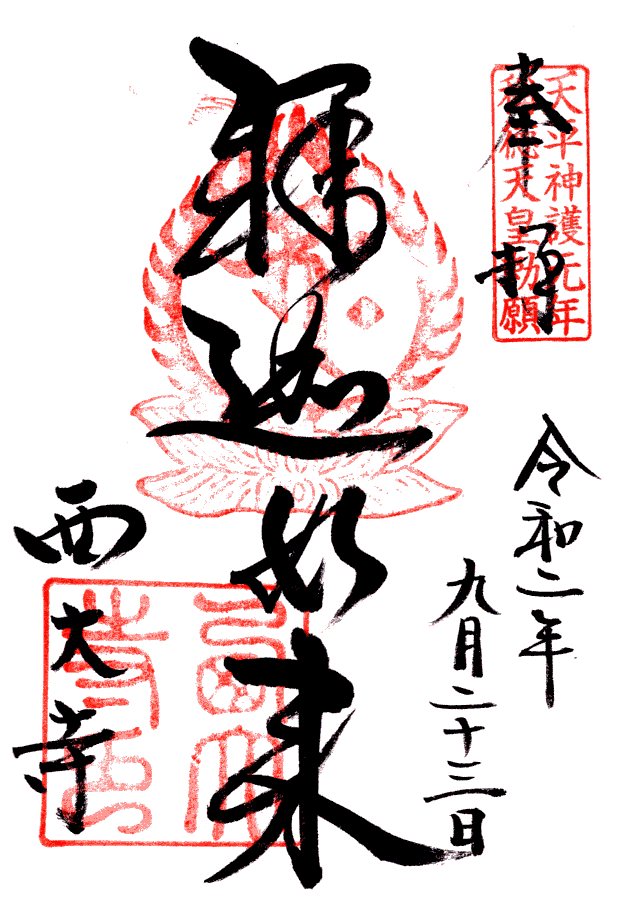 奉拝
天平神護元年
称徳天皇勅願
令和二年
九月二十三日
釋迦如来
西大寺